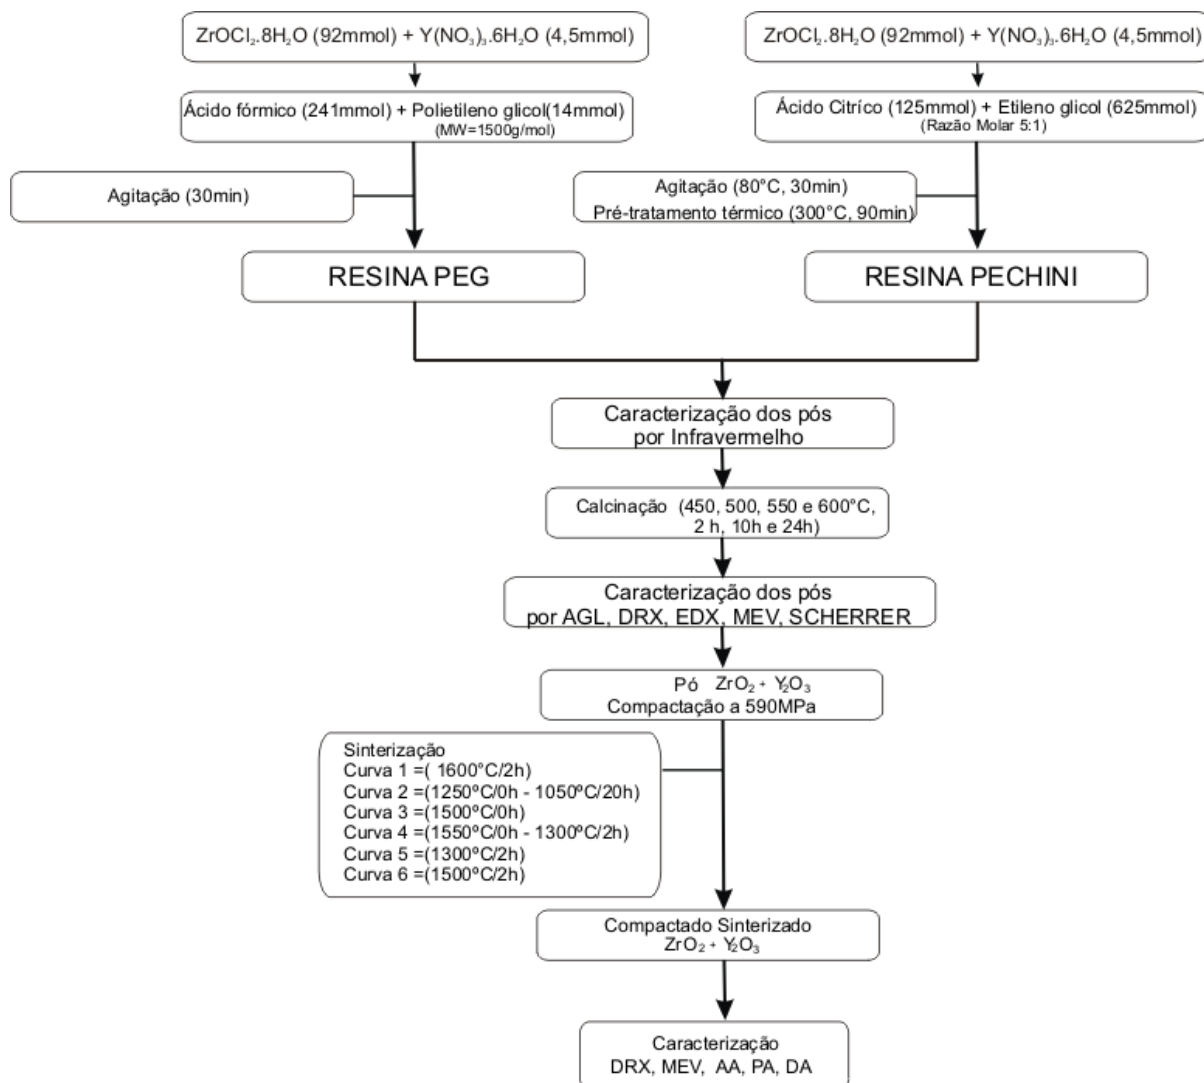 ZrOCl₂.8H₂O (92mmol) + Y(NO₃)₃.6H₂O (4,5mmol)
Ácido fórmico (241mmol) + Polietileno glicol(14mmol)
(MW=1500g/mol)
Agitação (30min)
RESINA PEG
ZrOCl₂.8H₂O (92mmol) + Y(NO₃)₃.6H₂O (4,5mmol)
Ácido Citríco (125mmol) + Etileno glicol (625mmol)
(Razão Molar 5:1)
Agitação (80°C, 30min)
Pré-tratamento térmico (300°C, 90min)
RESINA PECHINI
Caracterização dos pós
por Infravermelho
Calcinação (450, 500, 550 e 600°C,
2 h, 10h e 24h)
Caracterização dos pós
por AGL, DRX, EDX, MEV, SCHERRER
Pó ZrO₂ + Y₂O₃
Compactação a 590MPa
Sinterização
Curva 1 =( 1600°C/2h)
Curva 2 =(1250ºC/0h - 1050ºC/20h)
Curva 3 =(1500ºC/0h)
Curva 4 =(1550ºC/0h - 1300ºC/2h)
Curva 5 =(1300ºC/2h)
Curva 6 =(1500ºC/2h)
Compactado Sinterizado
ZrO₂ + Y₂O₃
Caracterização
DRX, MEV, AA, PA, DA